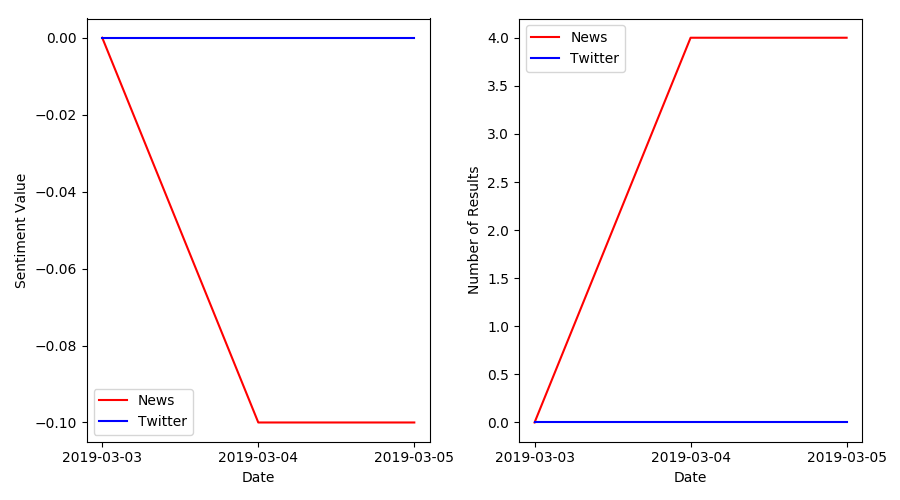 0.00
−0.02
−0.04
−0.06
−0.08
−0.10
Sentiment Value
News
Twitter
2019-03-03
2019-03-04
2019-03-05
Date
4.0
3.5
3.0
2.5
2.0
1.5
1.0
0.5
0.0
Number of Results
News
Twitter
2019-03-03
2019-03-04
2019-03-05
Date